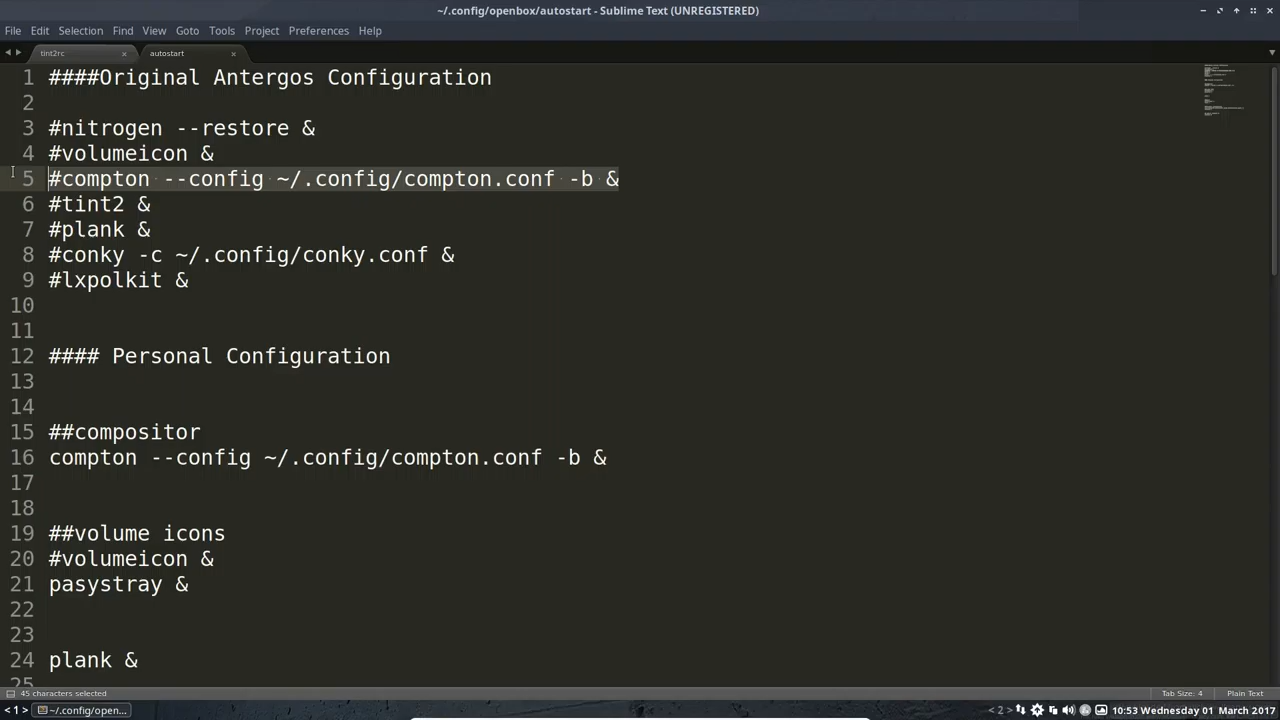 ~/.config/openbox/autostart - Sublime Text (UNREGISTERED)
File Edit Selection Find View Goto Tools Project Preferences Help
tint2rc × autostart ×
1 ####Original Antergos Configuration
2
3 #nitrogen --restore &
4 #volumeicon &
5 #compton --config ~/.config/compton.conf -b &
6 #tint2 &
7 #plank &
8 #conky -c ~/.config/conky.conf &
9 #lxpolkit &
10
11
12 #### Personal Configuration
13
14
15 ##compositor
16 compton --config ~/.config/compton.conf -b &
17
18
19 ##volume icons
20 #volumeicon &
21 pasystray &
22
23
24 plank &
25
45 characters selected Tab Size: 4 Plain Text
< 1 > ~/.config/open... < 2 > 10:53 Wednesday 01 March 2017